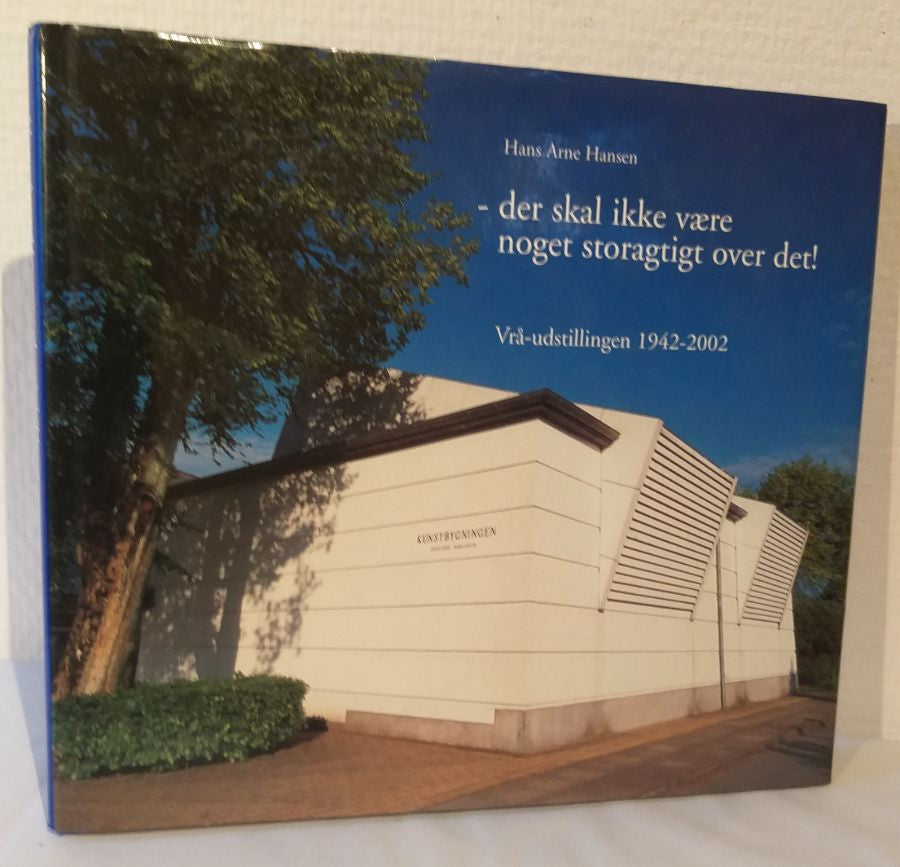 Hans Arne Hansen
- der skal ikke være
noget storagtigt over det!
Vrå-udstillingen 1942-2002
KUNSTBYGNINGEN